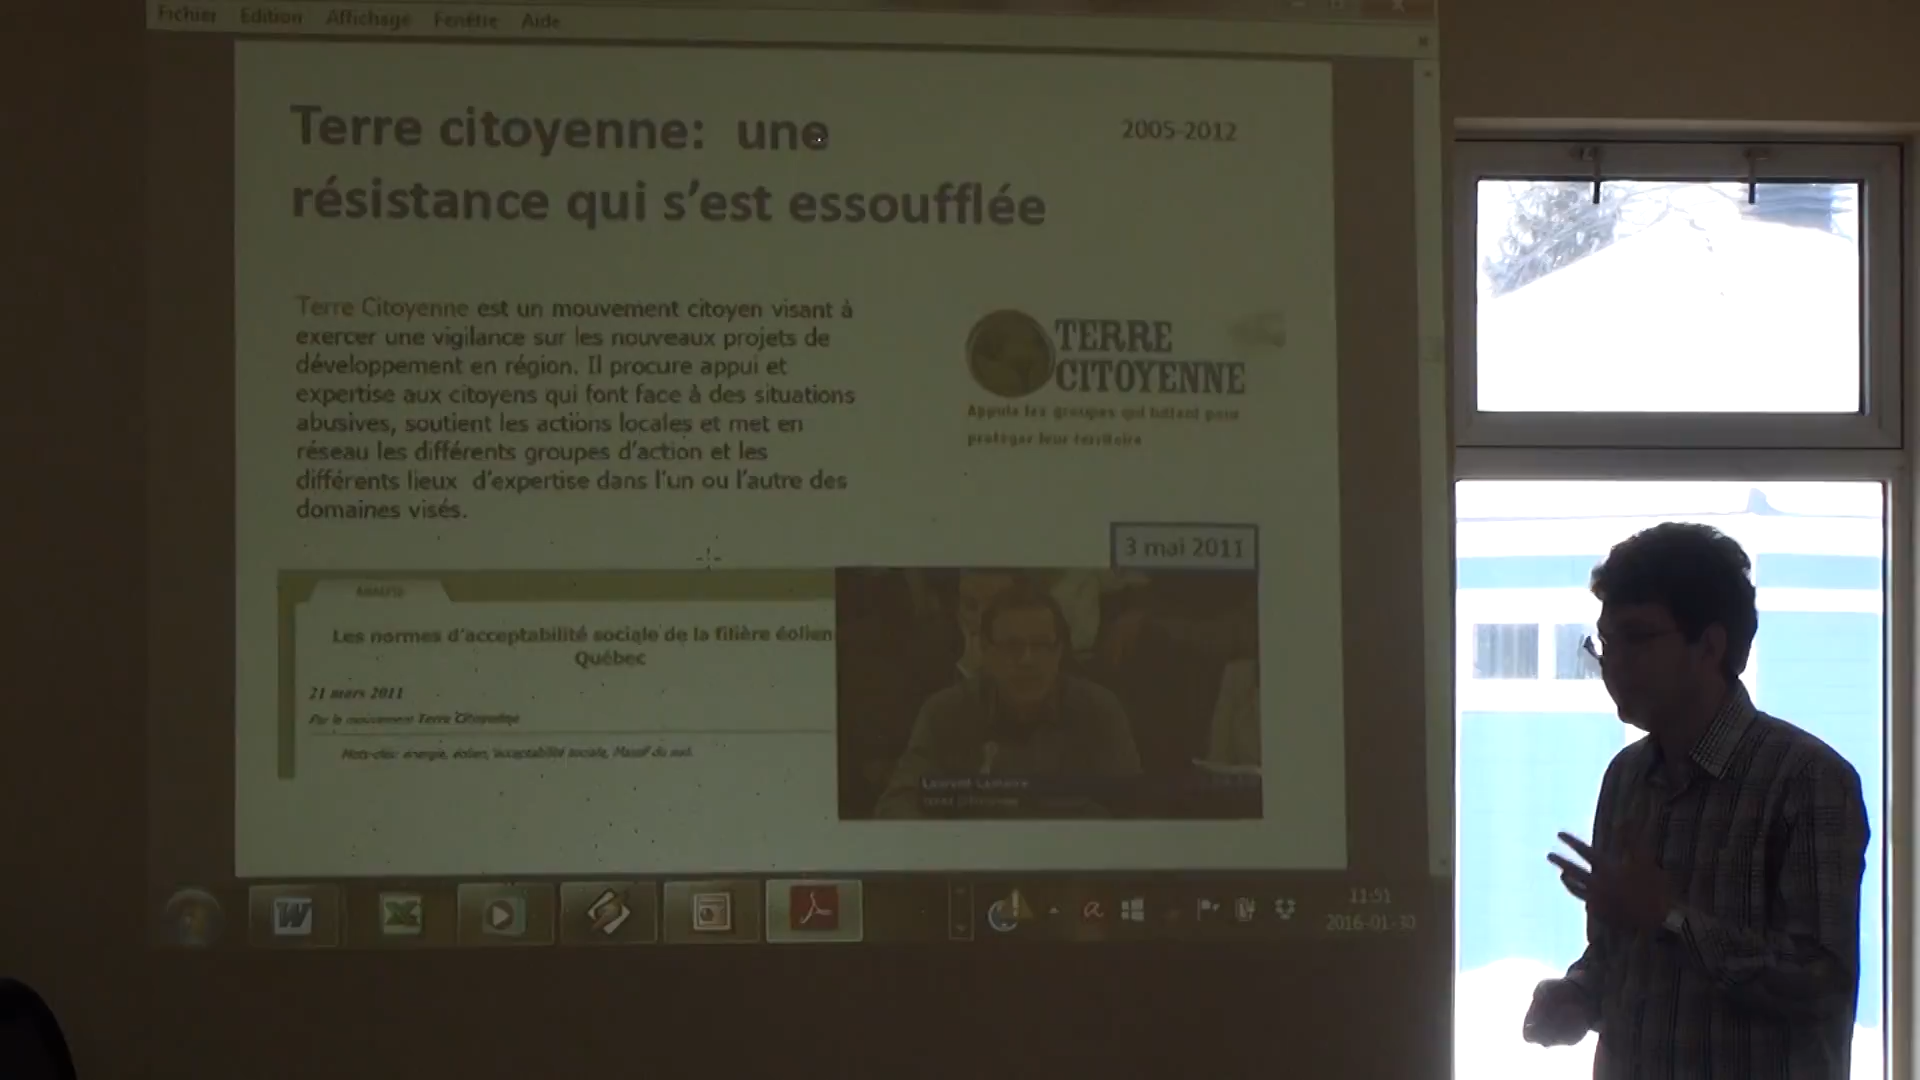 Fichier Edition Affichage Fenêtre Aide
Terre citoyenne: une
résistance qui s'est essoufflée
2005-2012
Terre Citoyenne est un mouvement citoyen visant à
exercer une vigilance sur les nouveaux projets de
développement en région. Il procure appui et
expertise aux citoyens qui font face à des situations
abusives, soutient les actions locales et met en
réseau les différents groupes d'action et les
différents lieux d'expertise dans l'un ou l'autre des
domaines visés.
TERRE
CITOYENNE
Appuie les groupes qui luttent pour
protéger leur territoire
3 mai 2011
ANALYSE
Les normes d'acceptabilité sociale de la filière éolien
Québec
21 mars 2011
Par le mouvement Terre Citoyenne
Mots-clés: énergie, éolien, acceptabilité sociale, Massif du sud.
Laurent
11:51
2016-01-30